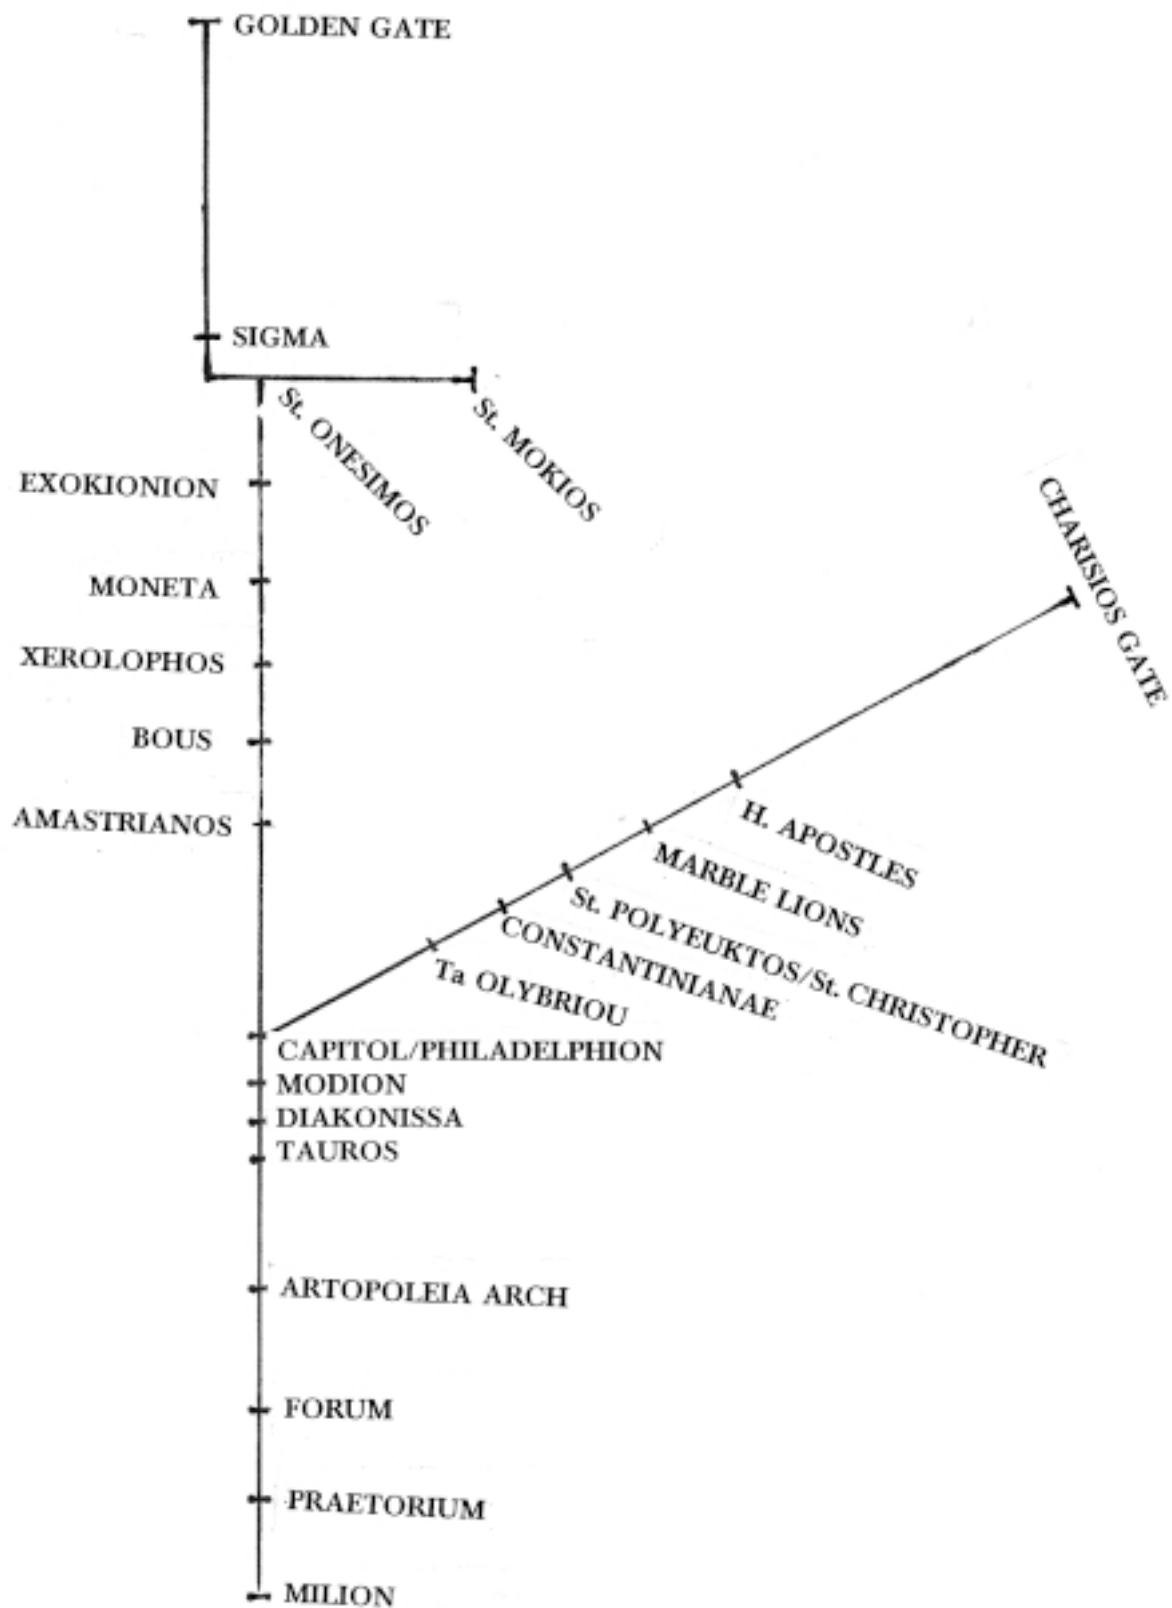 GOLDEN GATE
SIGMA
St. ONESIMOS
St. MOKIOS
EXOKIONION
MONETA
XEROLOPHOS
BOUS
AMASTRIANOS
CHARISIOS GATE
H. APOSTLES
MARBLE LIONS
St. POLYEUKTOS/St. CHRISTOPHER
CONSTANTINIANAE
Ta OLYBRIOU
CAPITOL/PHILADELPHION
MODION
DIAKONISSA
TAUROS
ARTOPOLEIA ARCH
FORUM
PRAETORIUM
MILION